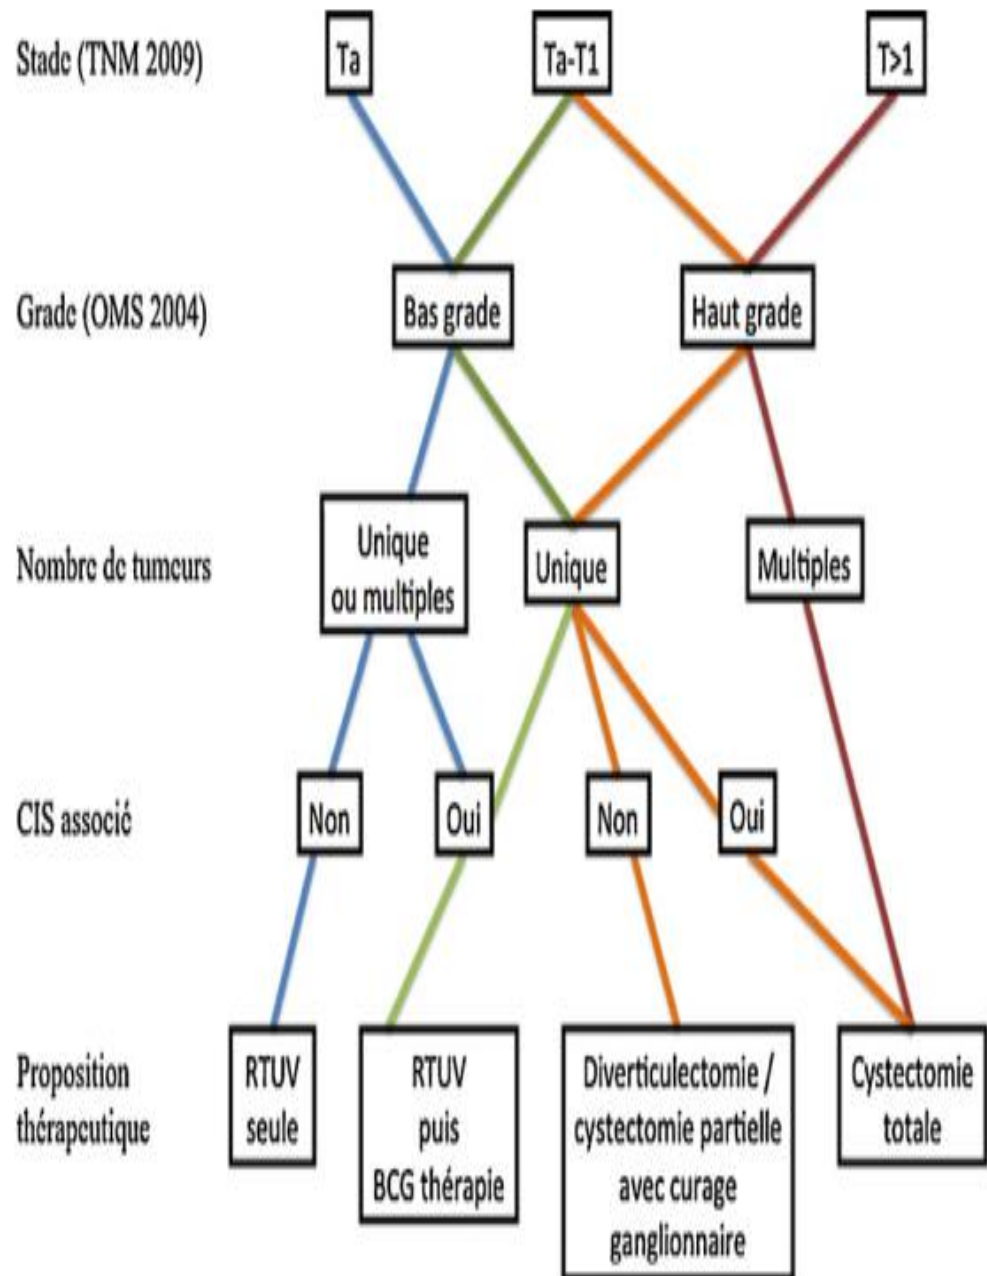 Stade (TNM 2009)
Ta
Ta-T1
T>1
Grade (OMS 2004)
Bas grade
Haut grade
Nombre de tumeurs
Unique
ou multiples
Unique
Multiples
CIS associé
Non
Oui
Non
Oui
Proposition
thérapeutique
RTUV
seule
RTUV
puis
BCG thérapie
Diverticulectomie /
cystectomie partielle
avec curage
ganglionnaire
Cystectomie
totale